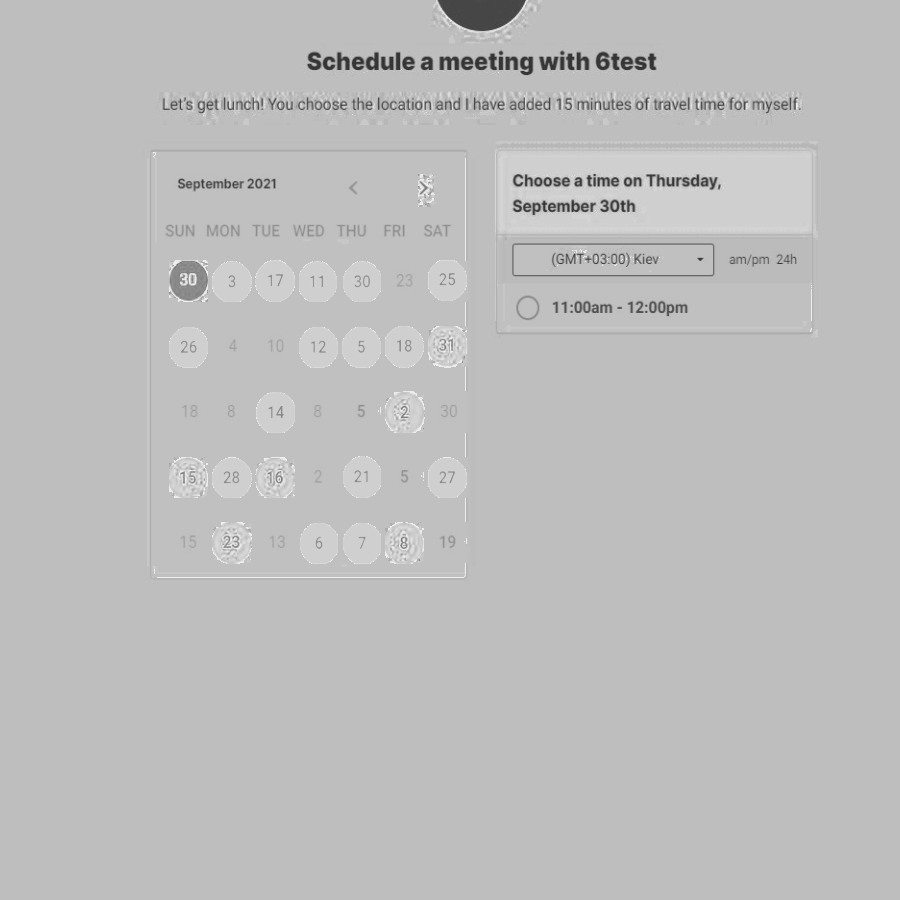 Schedule a meeting with 6test
Let's get lunch! You choose the location and I have added 15 minutes of travel time for myself.
September 2021
SUN MON TUE WED THU FRI SAT
30 3 17 11 30 23 25
26 4 10 12 5 18 31
18 8 14 8 5 2 30
15 28 16 2 21 5 27
15 23 13 6 7 8 19
Choose a time on Thursday,
September 30th
(GMT+03:00) Kiev am/pm 24h
11:00am - 12:00pm